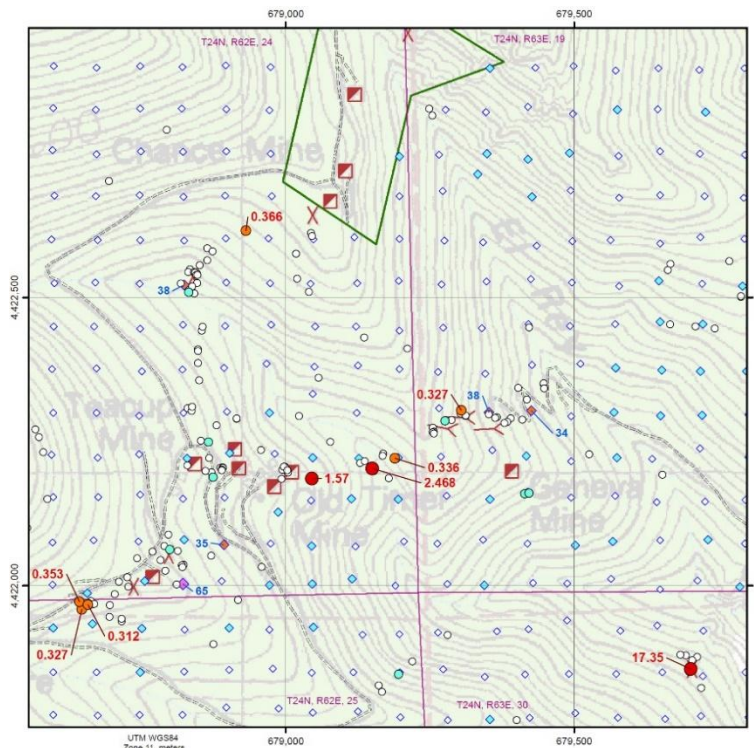 679,000
679,500
T24N, R62E, 24
T24N, R63E, 19
Chance Mine
0.366
4,422,500
38
0.327
38
34
Teacup
Mine
0.336
1.57
2.468
Old Timer
Mine
Mine
35
4,422,000
0.353
65
0.312
0.327
17.35
T24N, R62E, 25
T24N, R63E, 30
UTM WGS84
Zone 11, meters
679,000
679,500